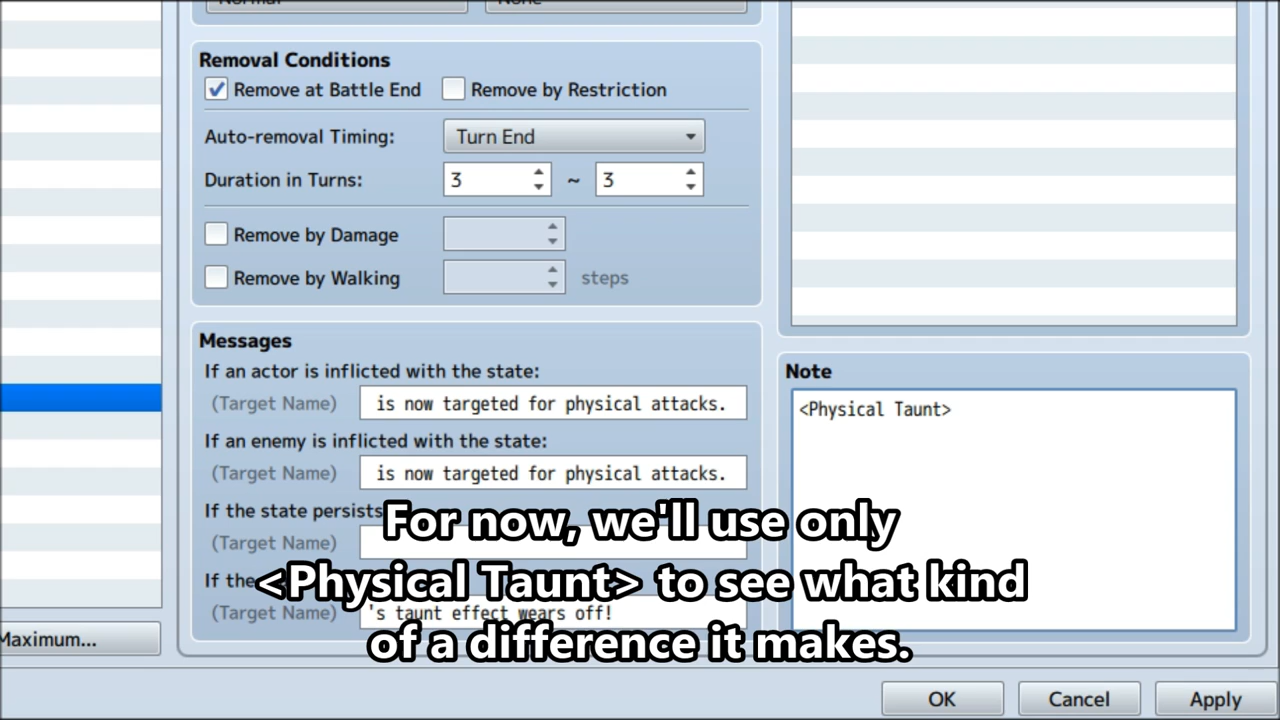 Normal None
Removal Conditions
Remove at Battle End Remove by Restriction
Auto-removal Timing: Turn End
Duration in Turns: 3 ~ 3
Remove by Damage
Remove by Walking steps
Messages
If an actor is inflicted with the state:
(Target Name) is now targeted for physical attacks.
If an enemy is inflicted with the state:
(Target Name) is now targeted for physical attacks.
If the state persists
(Target Name)
If the
(Target Name) 's taunt effect wears off!
Note
<Physical Taunt>
For now, we'll use only
<Physical Taunt> to see what kind
of a difference it makes.
Maximum...
OK Cancel Apply